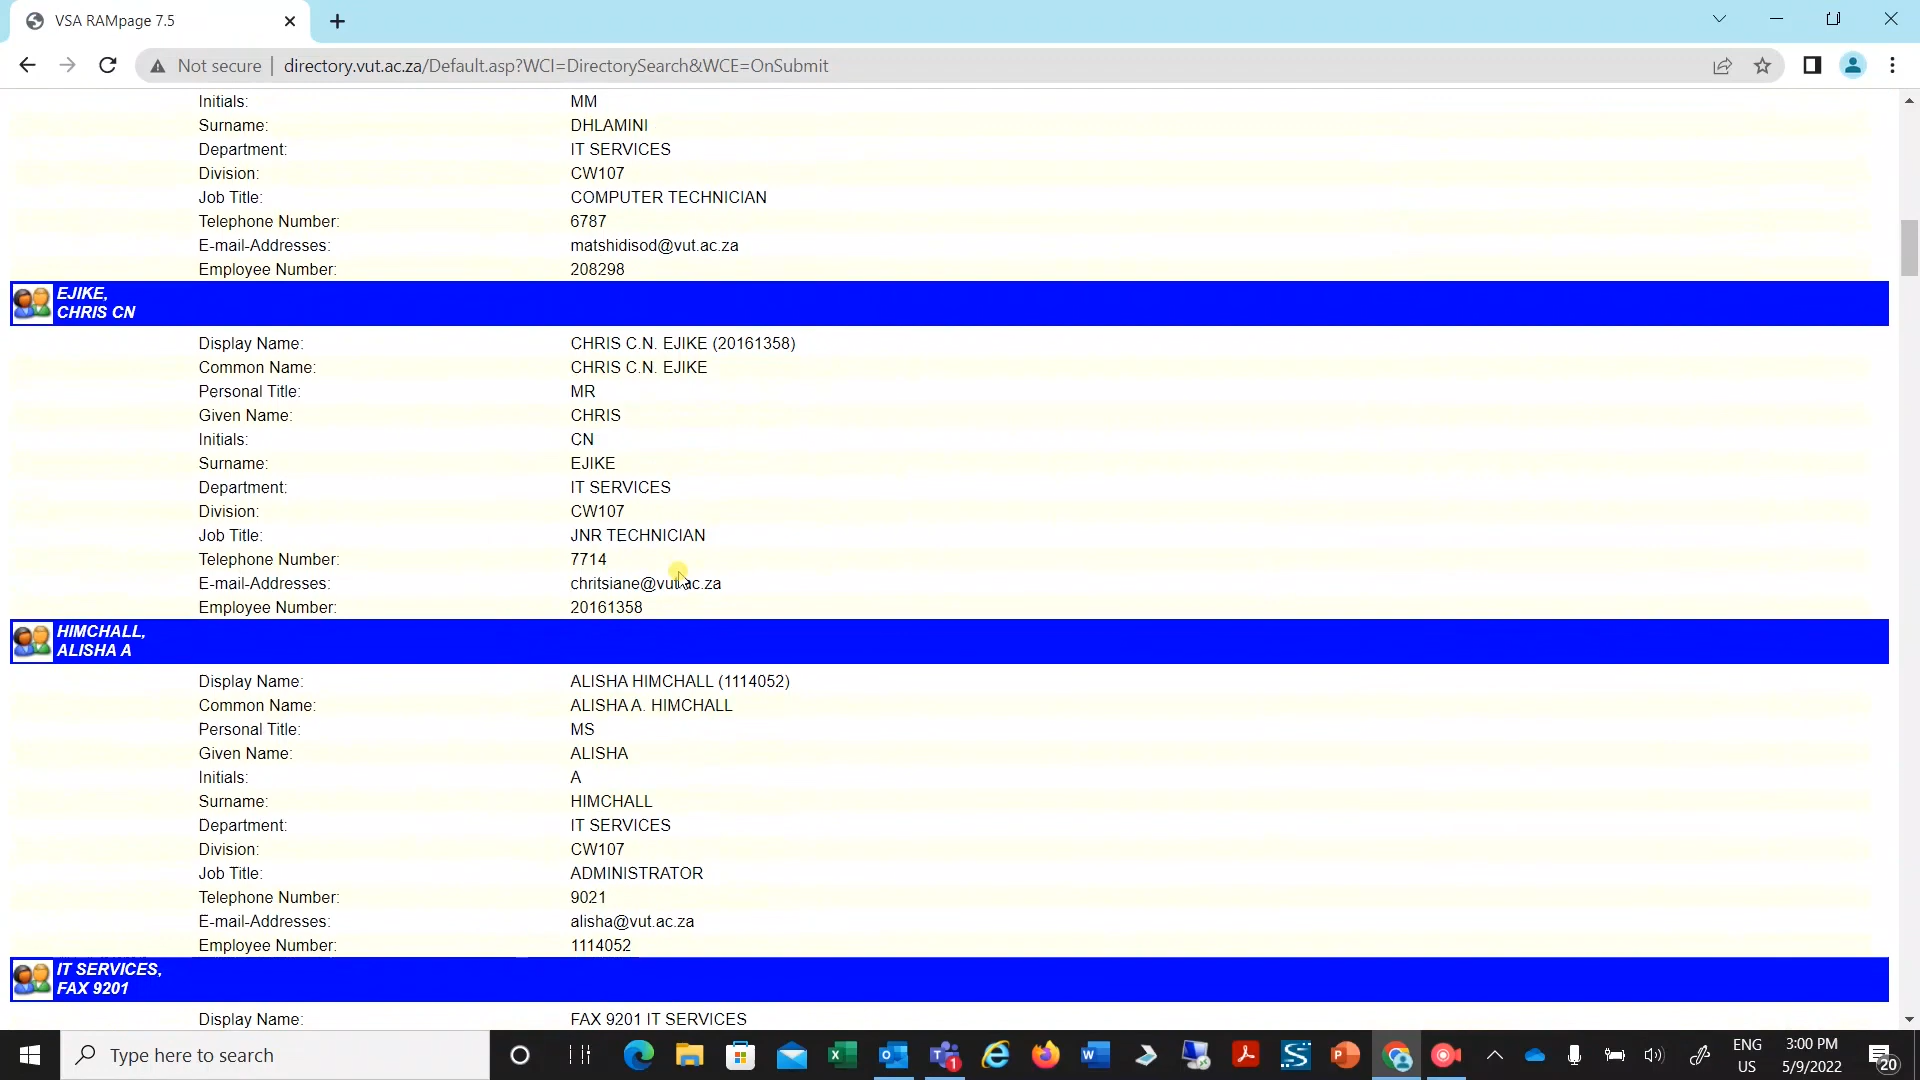 VSA RAMpage 7.5
Not secure directory.vut.ac.za/Default.asp?WCI=DirectorySearch&WCE=OnSubmit
Initials: MM
Surname: DHLAMINI
Department: IT SERVICES
Division: CW107
Job Title: COMPUTER TECHNICIAN
Telephone Number: 6787
E-mail-Addresses: matshidisod@vut.ac.za
Employee Number: 208298
EJIKE,
CHRIS CN
Display Name: CHRIS C.N. EJIKE (20161358)
Common Name: CHRIS C.N. EJIKE
Personal Title: MR
Given Name: CHRIS
Initials: CN
Surname: EJIKE
Department: IT SERVICES
Division: CW107
Job Title: JNR TECHNICIAN
Telephone Number: 7714
E-mail-Addresses: chritsiane@vut.ac.za
Employee Number: 20161358
HIMCHALL,
ALISHA A
Display Name: ALISHA HIMCHALL (1114052)
Common Name: ALISHA A. HIMCHALL
Personal Title: MS
Given Name: ALISHA
Initials: A
Surname: HIMCHALL
Department: IT SERVICES
Division: CW107
Job Title: ADMINISTRATOR
Telephone Number: 9021
E-mail-Addresses: alisha@vut.ac.za
Employee Number: 1114052
IT SERVICES,
FAX 9201
Display Name: FAX 9201 IT SERVICES
Type here to search
ENG
US
3:00 PM
5/9/2022
20